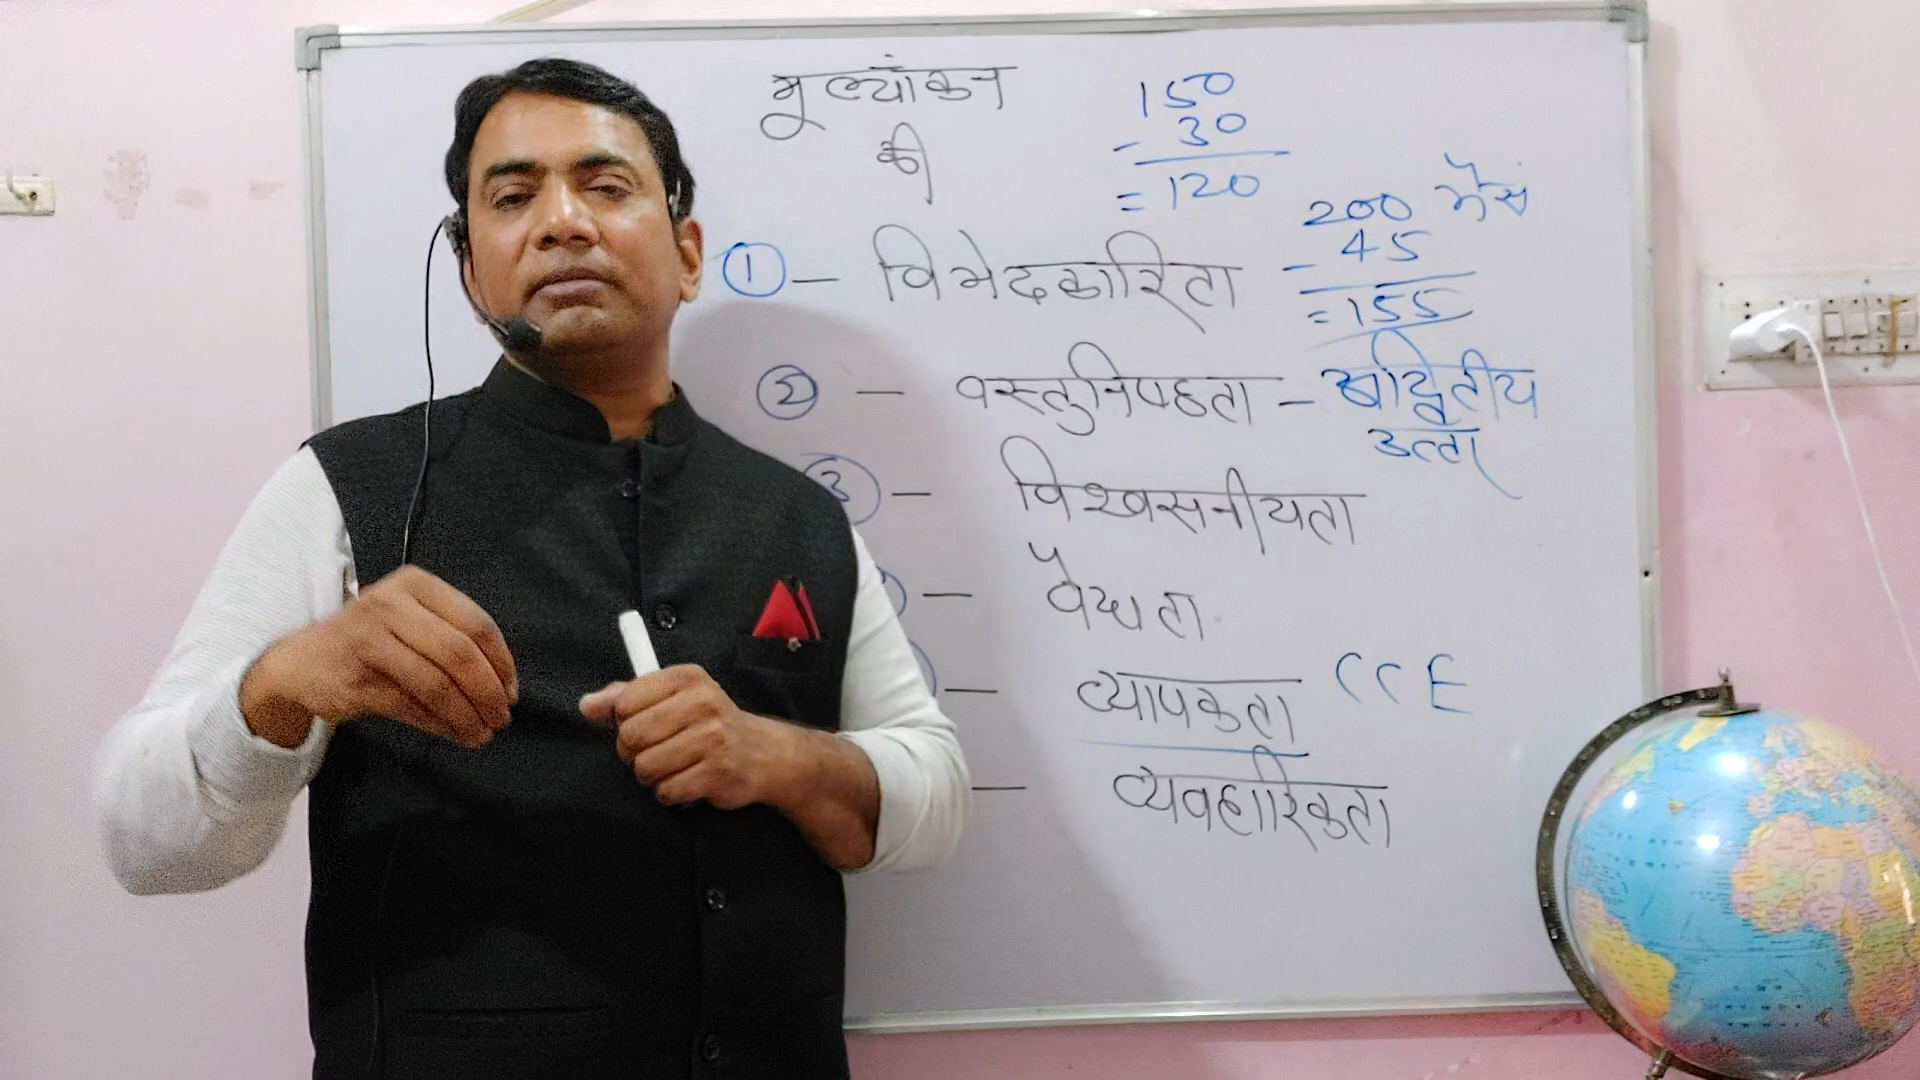 मूल्यांकन
की
150
- 30
= 120
① - विभेदकारिता
200 भैंस
- 45
= 155
② - वस्तुनिष्ठता - अद्वितीय
उत्तर
③ - विश्वसनीयता
- वैधता
- व्यापकता CCE
- व्यवहारिकता